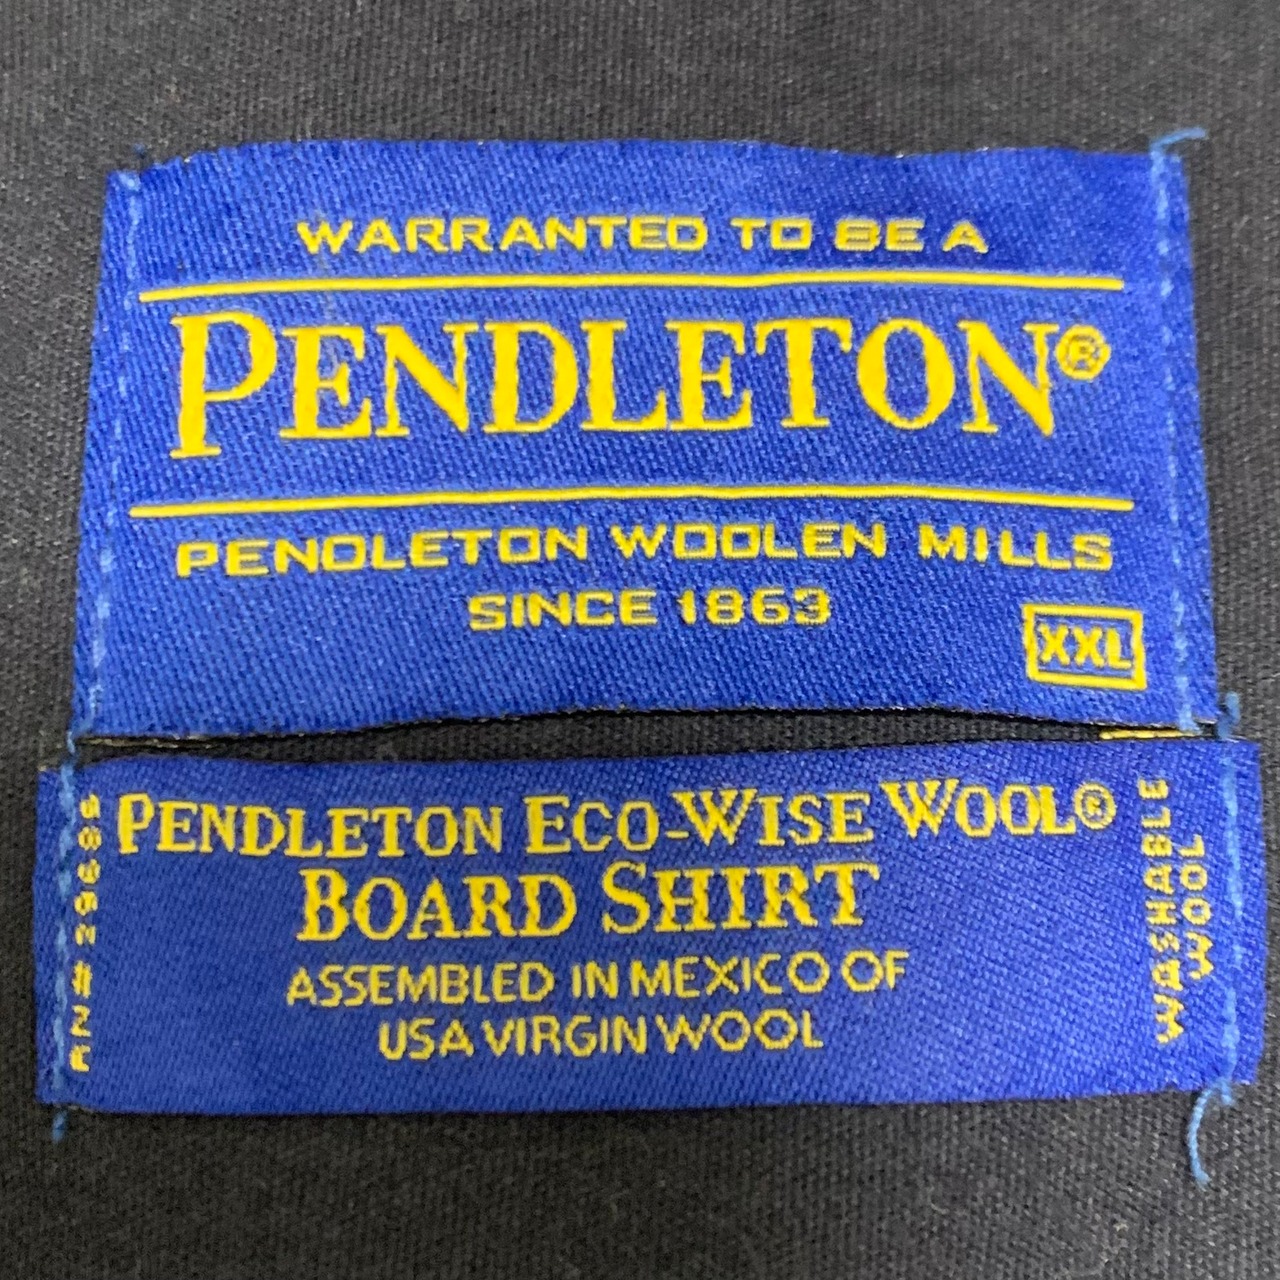 WARRANTED TO BE A
PENDLETON®
PENDLETON WOOLEN MILLS
SINCE 1863
XXL
RN# 29685
PENDLETON ECO-WISE WOOL®
BOARD SHIRT
ASSEMBLED IN MEXICO OF
USA VIRGIN WOOL
WASHABLE
WOOL